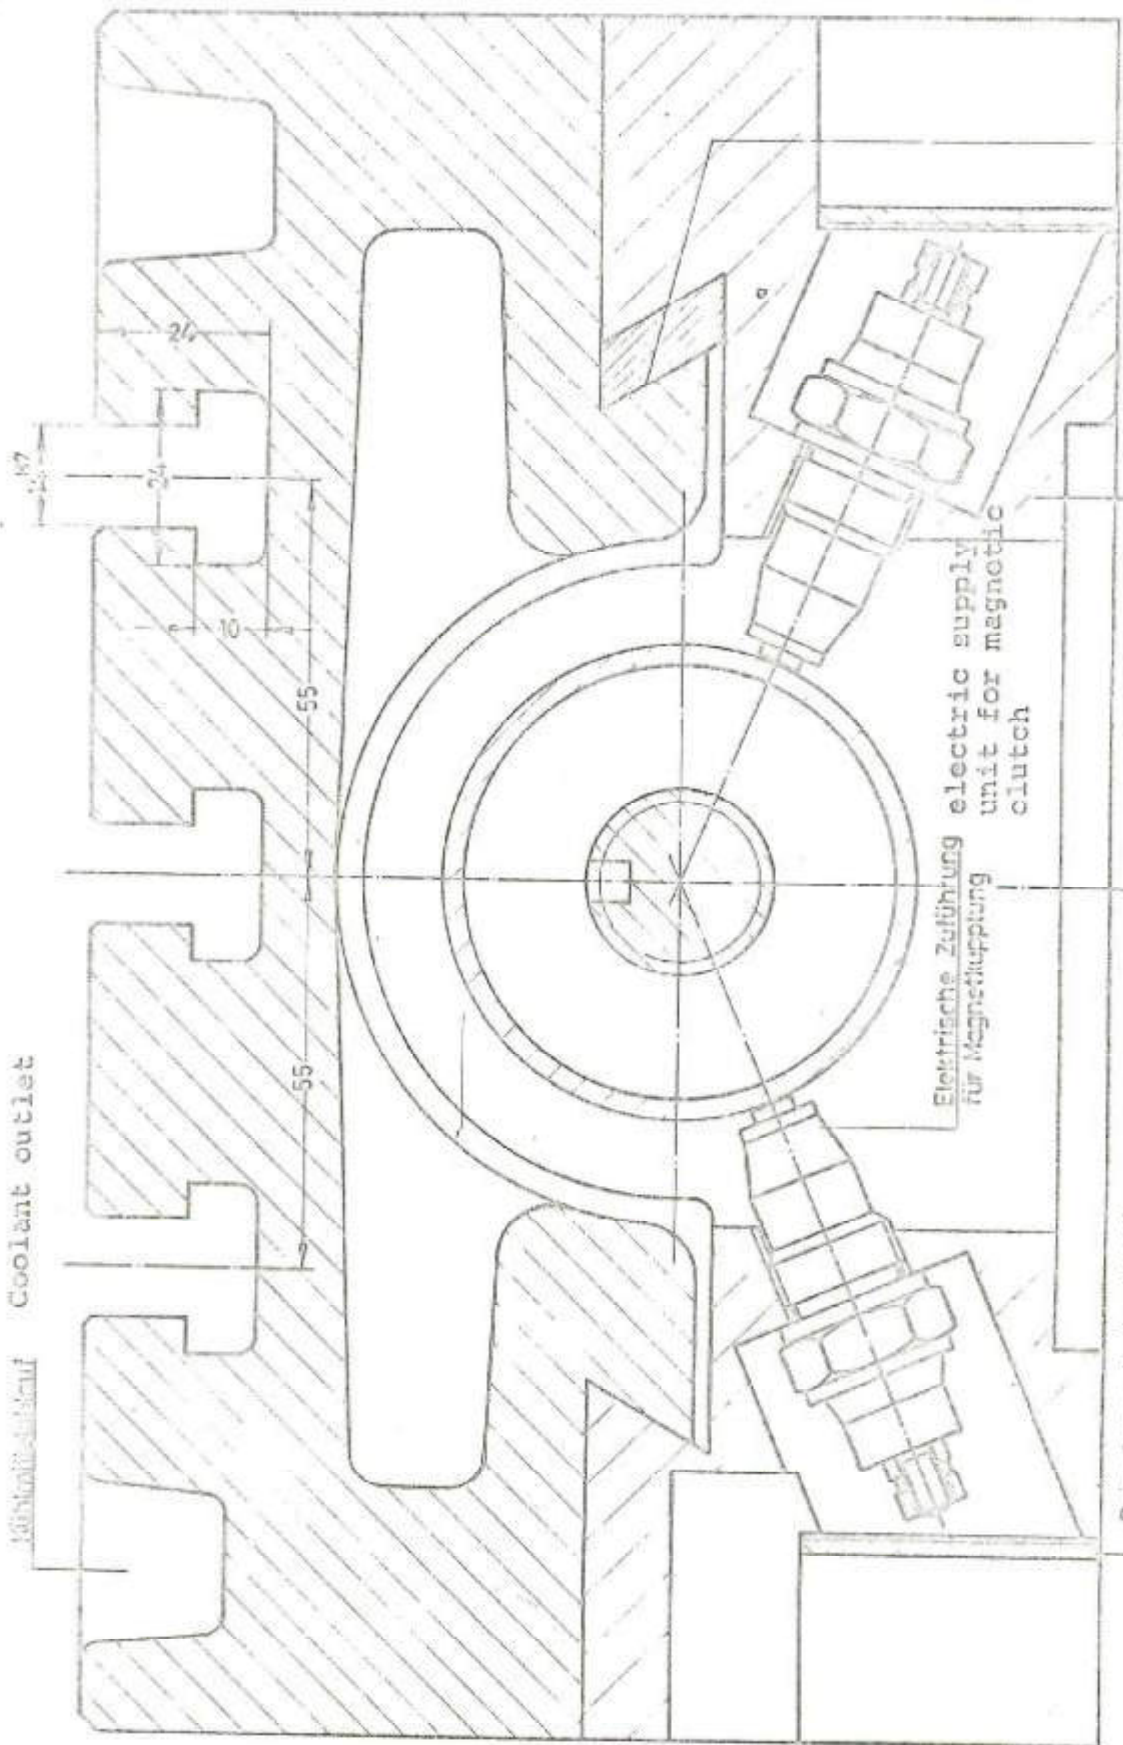 Coolant outlet
24
24
10
55
55
Elektrische Zuführung
für Magnetkupplung
electric supply
unit for magnetic
clutch